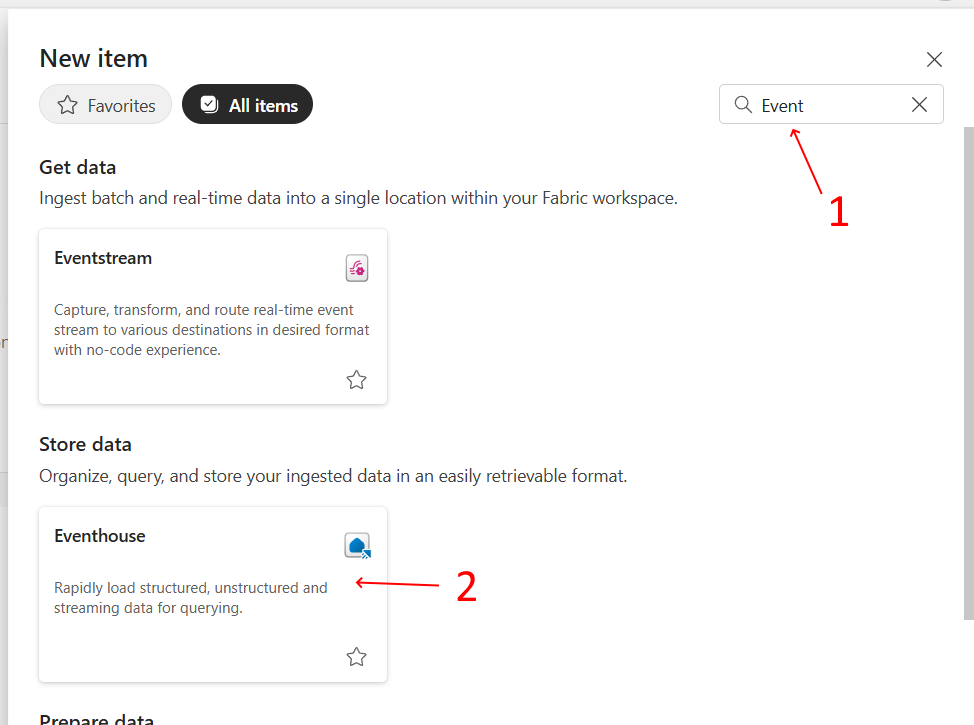 New item
Favorites
All items
Event
1
Get data
Ingest batch and real-time data into a single location within your Fabric workspace.
Eventstream
Capture, transform, and route real-time event
stream to various destinations in desired format
with no-code experience.
Store data
Organize, query, and store your ingested data in an easily retrievable format.
Eventhouse
Rapidly load structured, unstructured and
streaming data for querying.
2
Prepare data